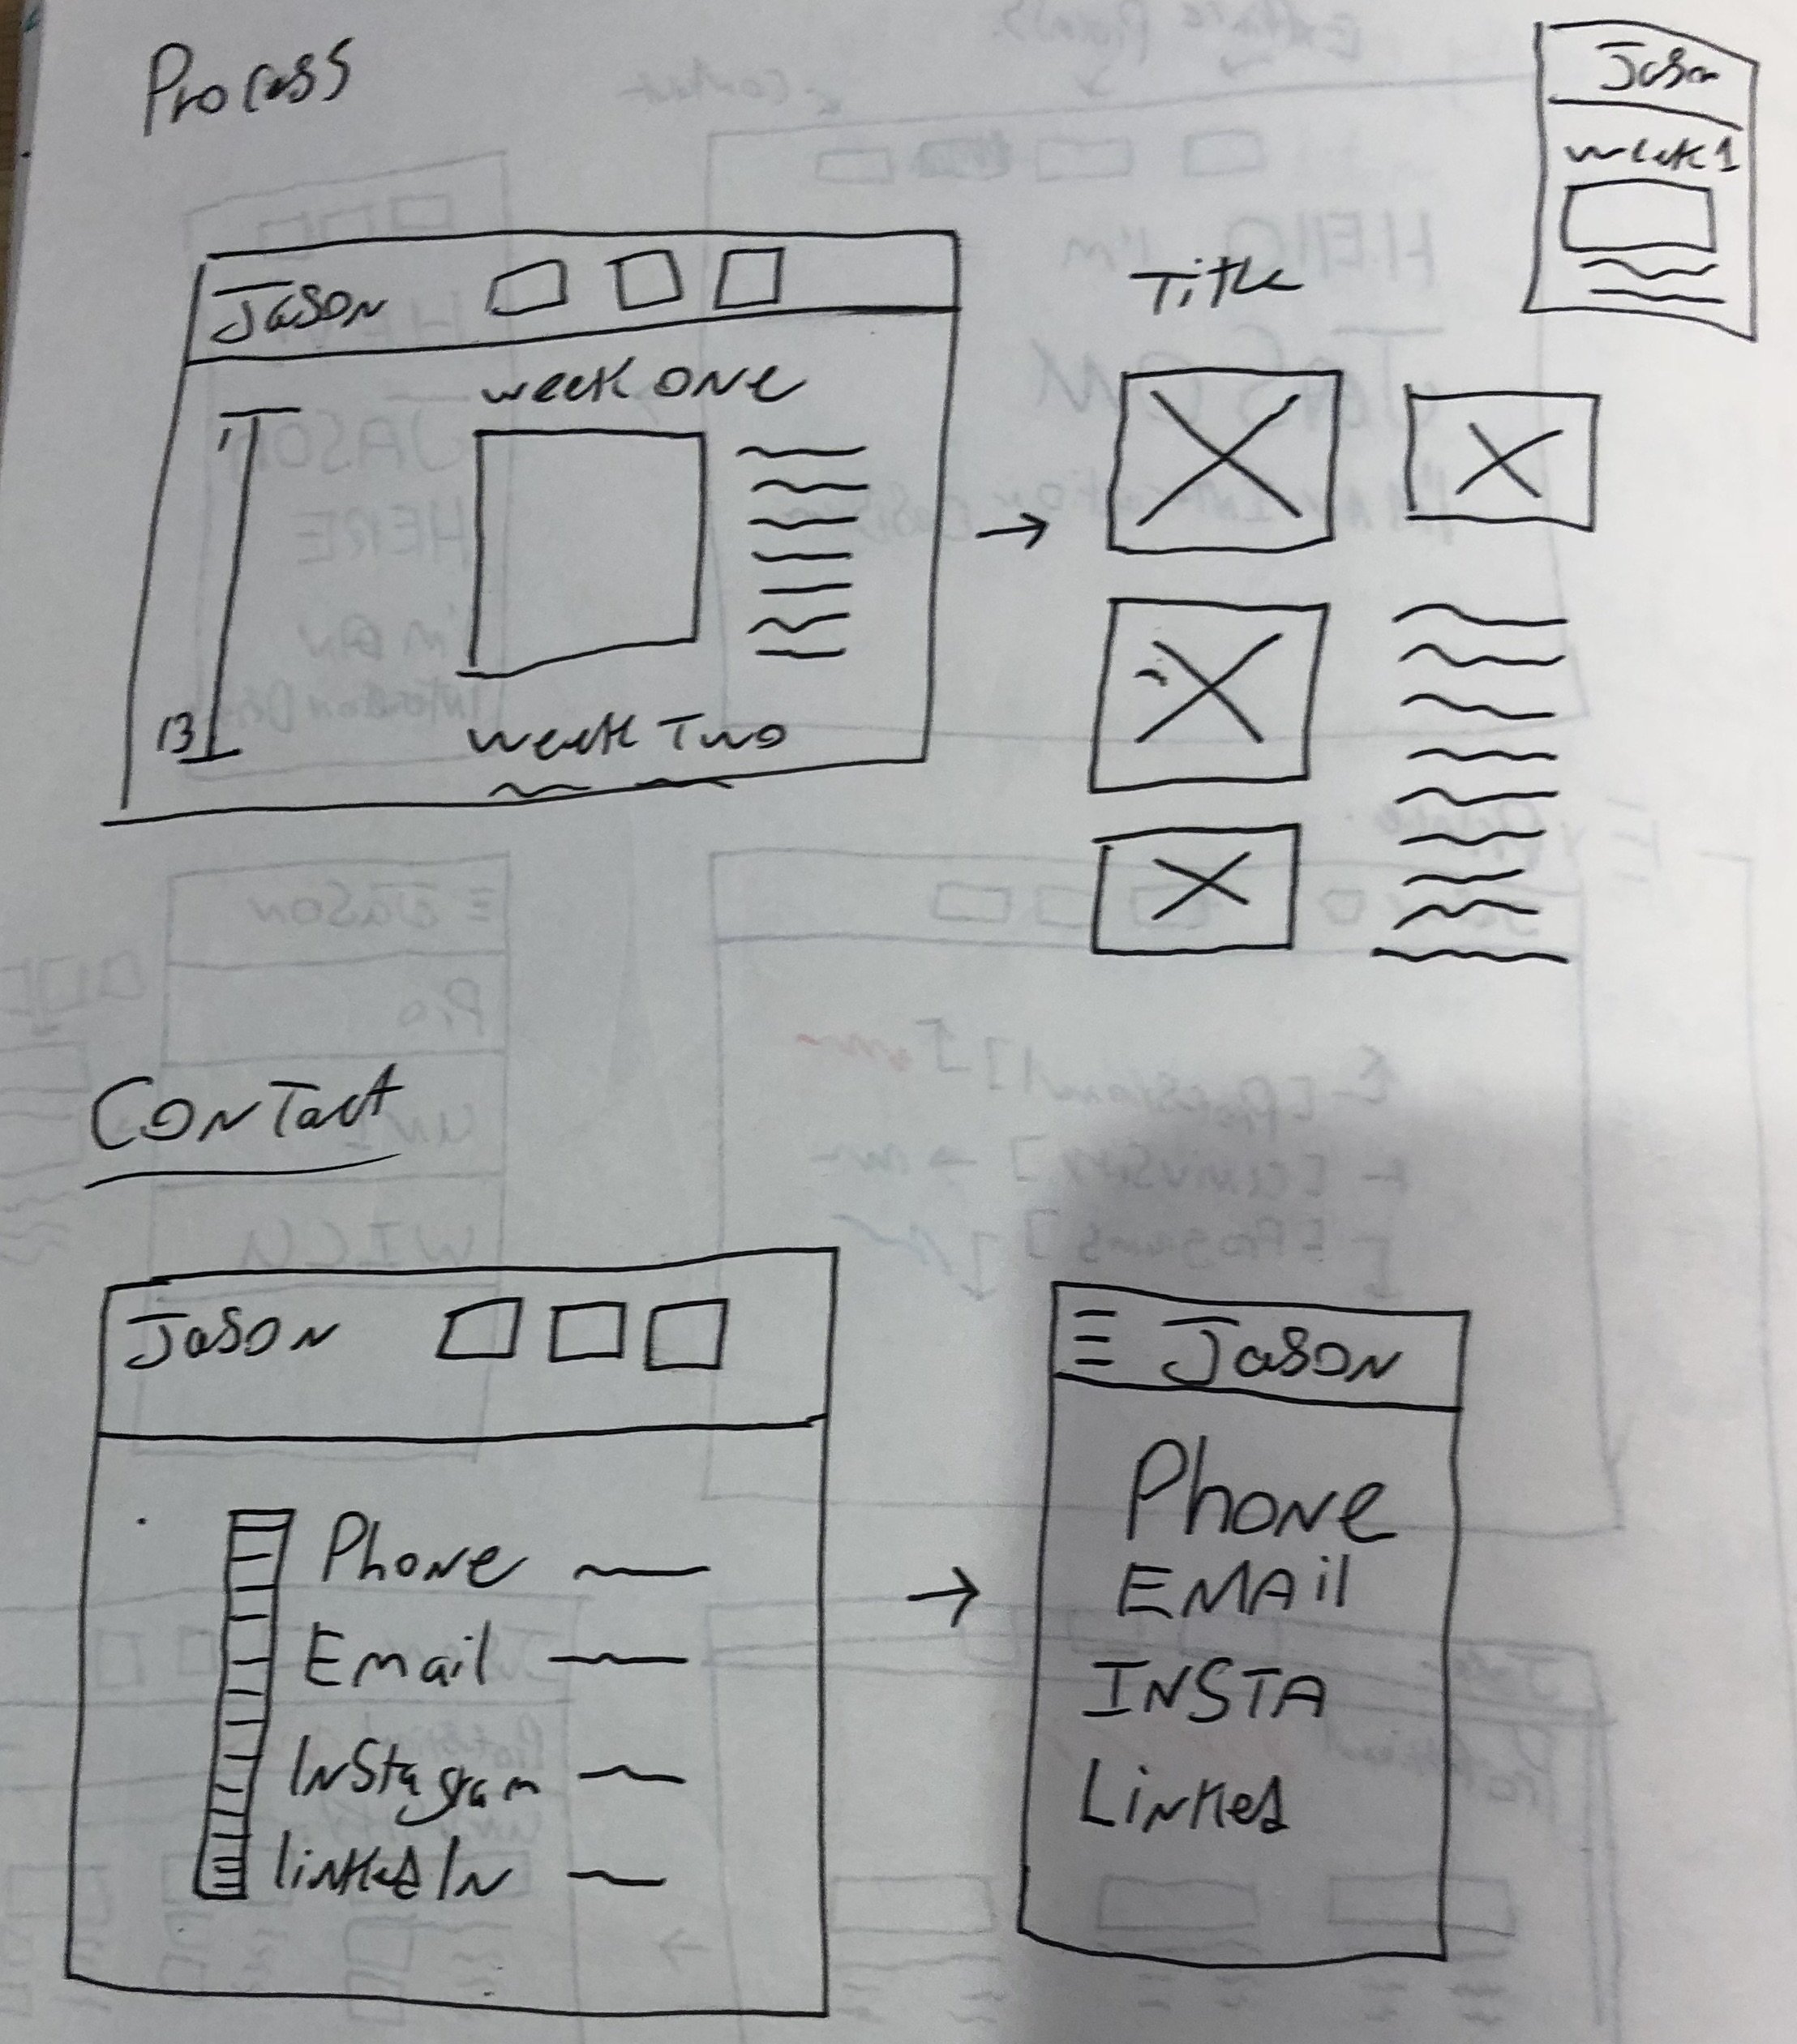 Process
Jason
week 1
Jason
Title
week ONe
1
13
week Two
CONTact
Jason
Phone
Email
Instagram
linkedIn
Jason
Phone
EMAil
INSTA
Linked